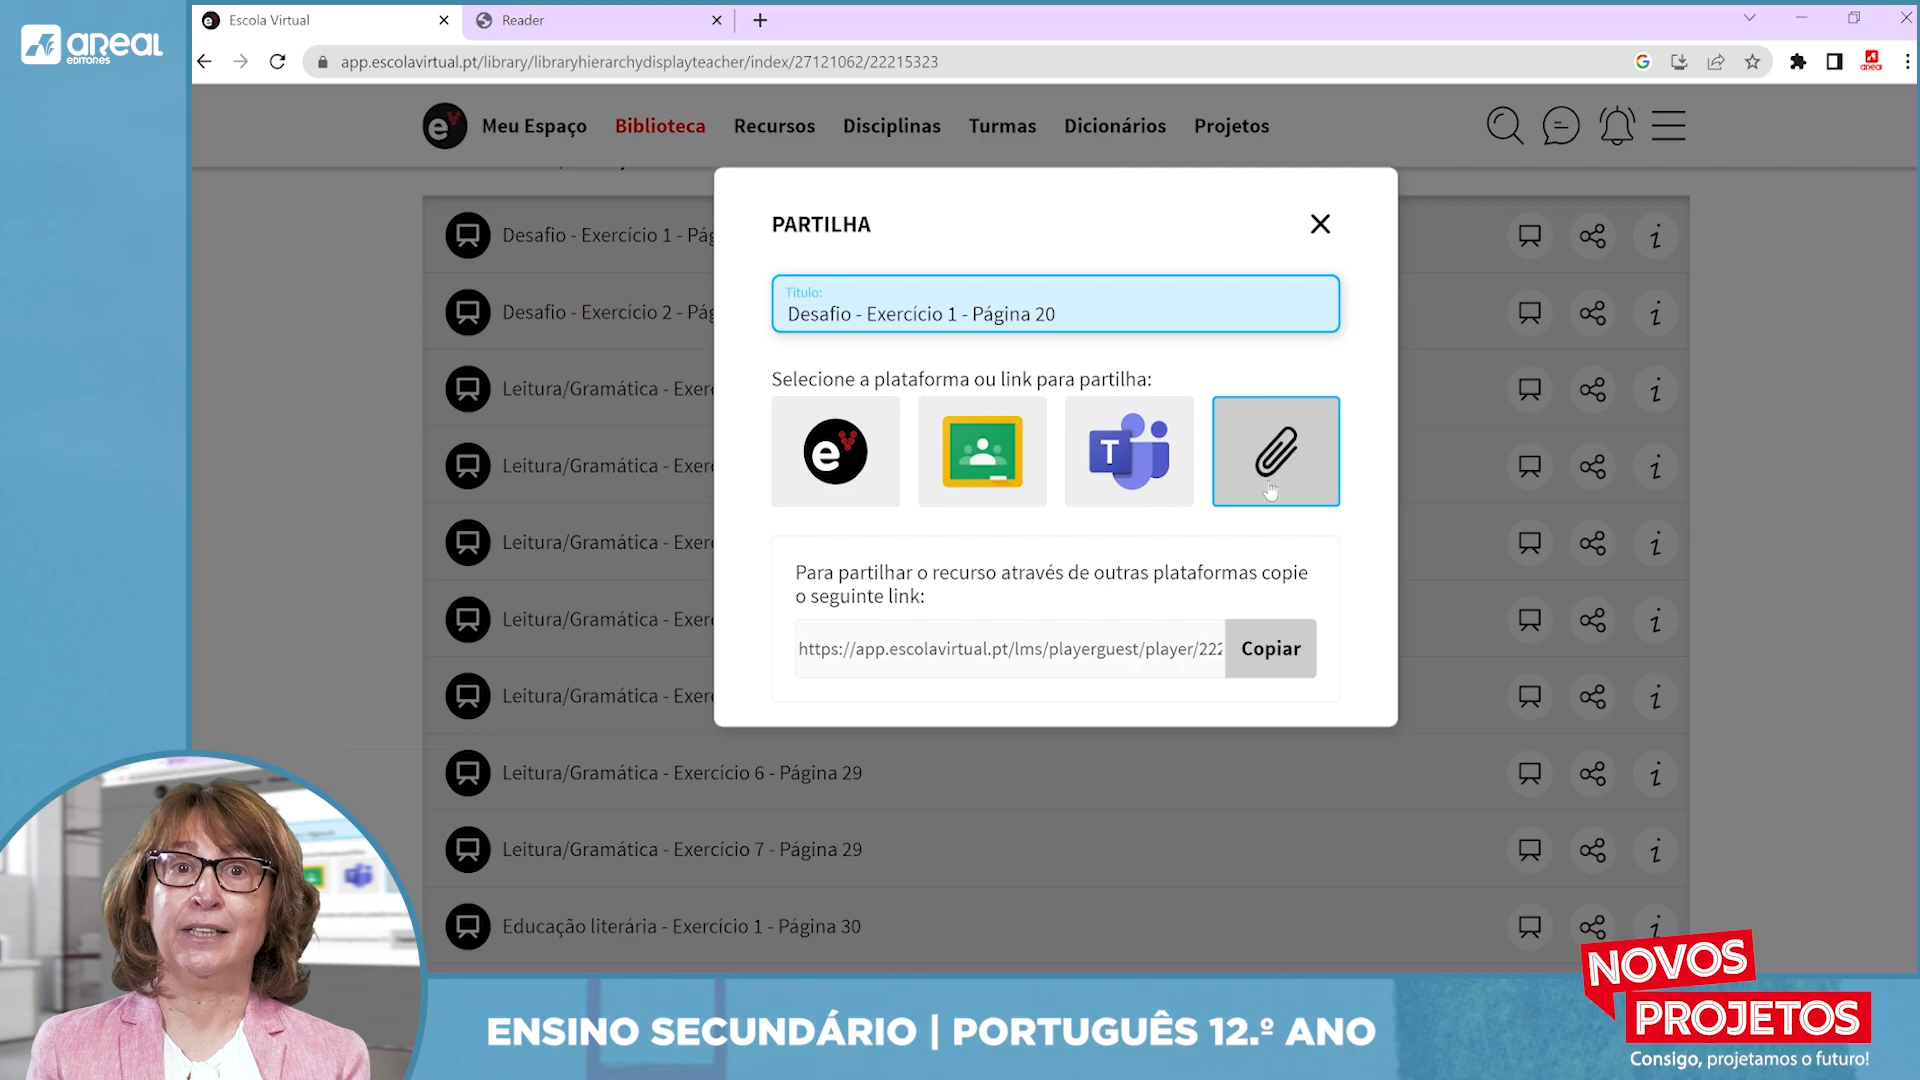 AREAL
EDITORES
Escola Virtual
Reader
app.escolavirtual.pt/library/libraryhierarchydisplayteacher/index/27121062/22215323
Meu Espaço
Biblioteca
Recursos
Disciplinas
Turmas
Dicionários
Projetos
PARTILHA
Título:
Desafio - Exercício 1 - Página 20
Selecione a plataforma ou link para partilha:
Para partilhar o recurso através de outras plataformas copie
o seguinte link:
https://app.escolavirtual.pt/lms/playerguest/player/222
Copiar
Desafio - Exercício 1 - Pág
Desafio - Exercício 2 - Pág
Leitura/Gramática - Exer
Leitura/Gramática - Exer
Leitura/Gramática - Exer
Leitura/Gramática - Exer
Leitura/Gramática - Exer
Leitura/Gramática - Exercício 6 - Página 29
Leitura/Gramática - Exercício 7 - Página 29
Educação literária - Exercício 1 - Página 30
ENSINO SECUNDÁRIO | PORTUGUÊS 12.º ANO
NOVOS
PROJETOS
Consigo, projetamos o futuro!